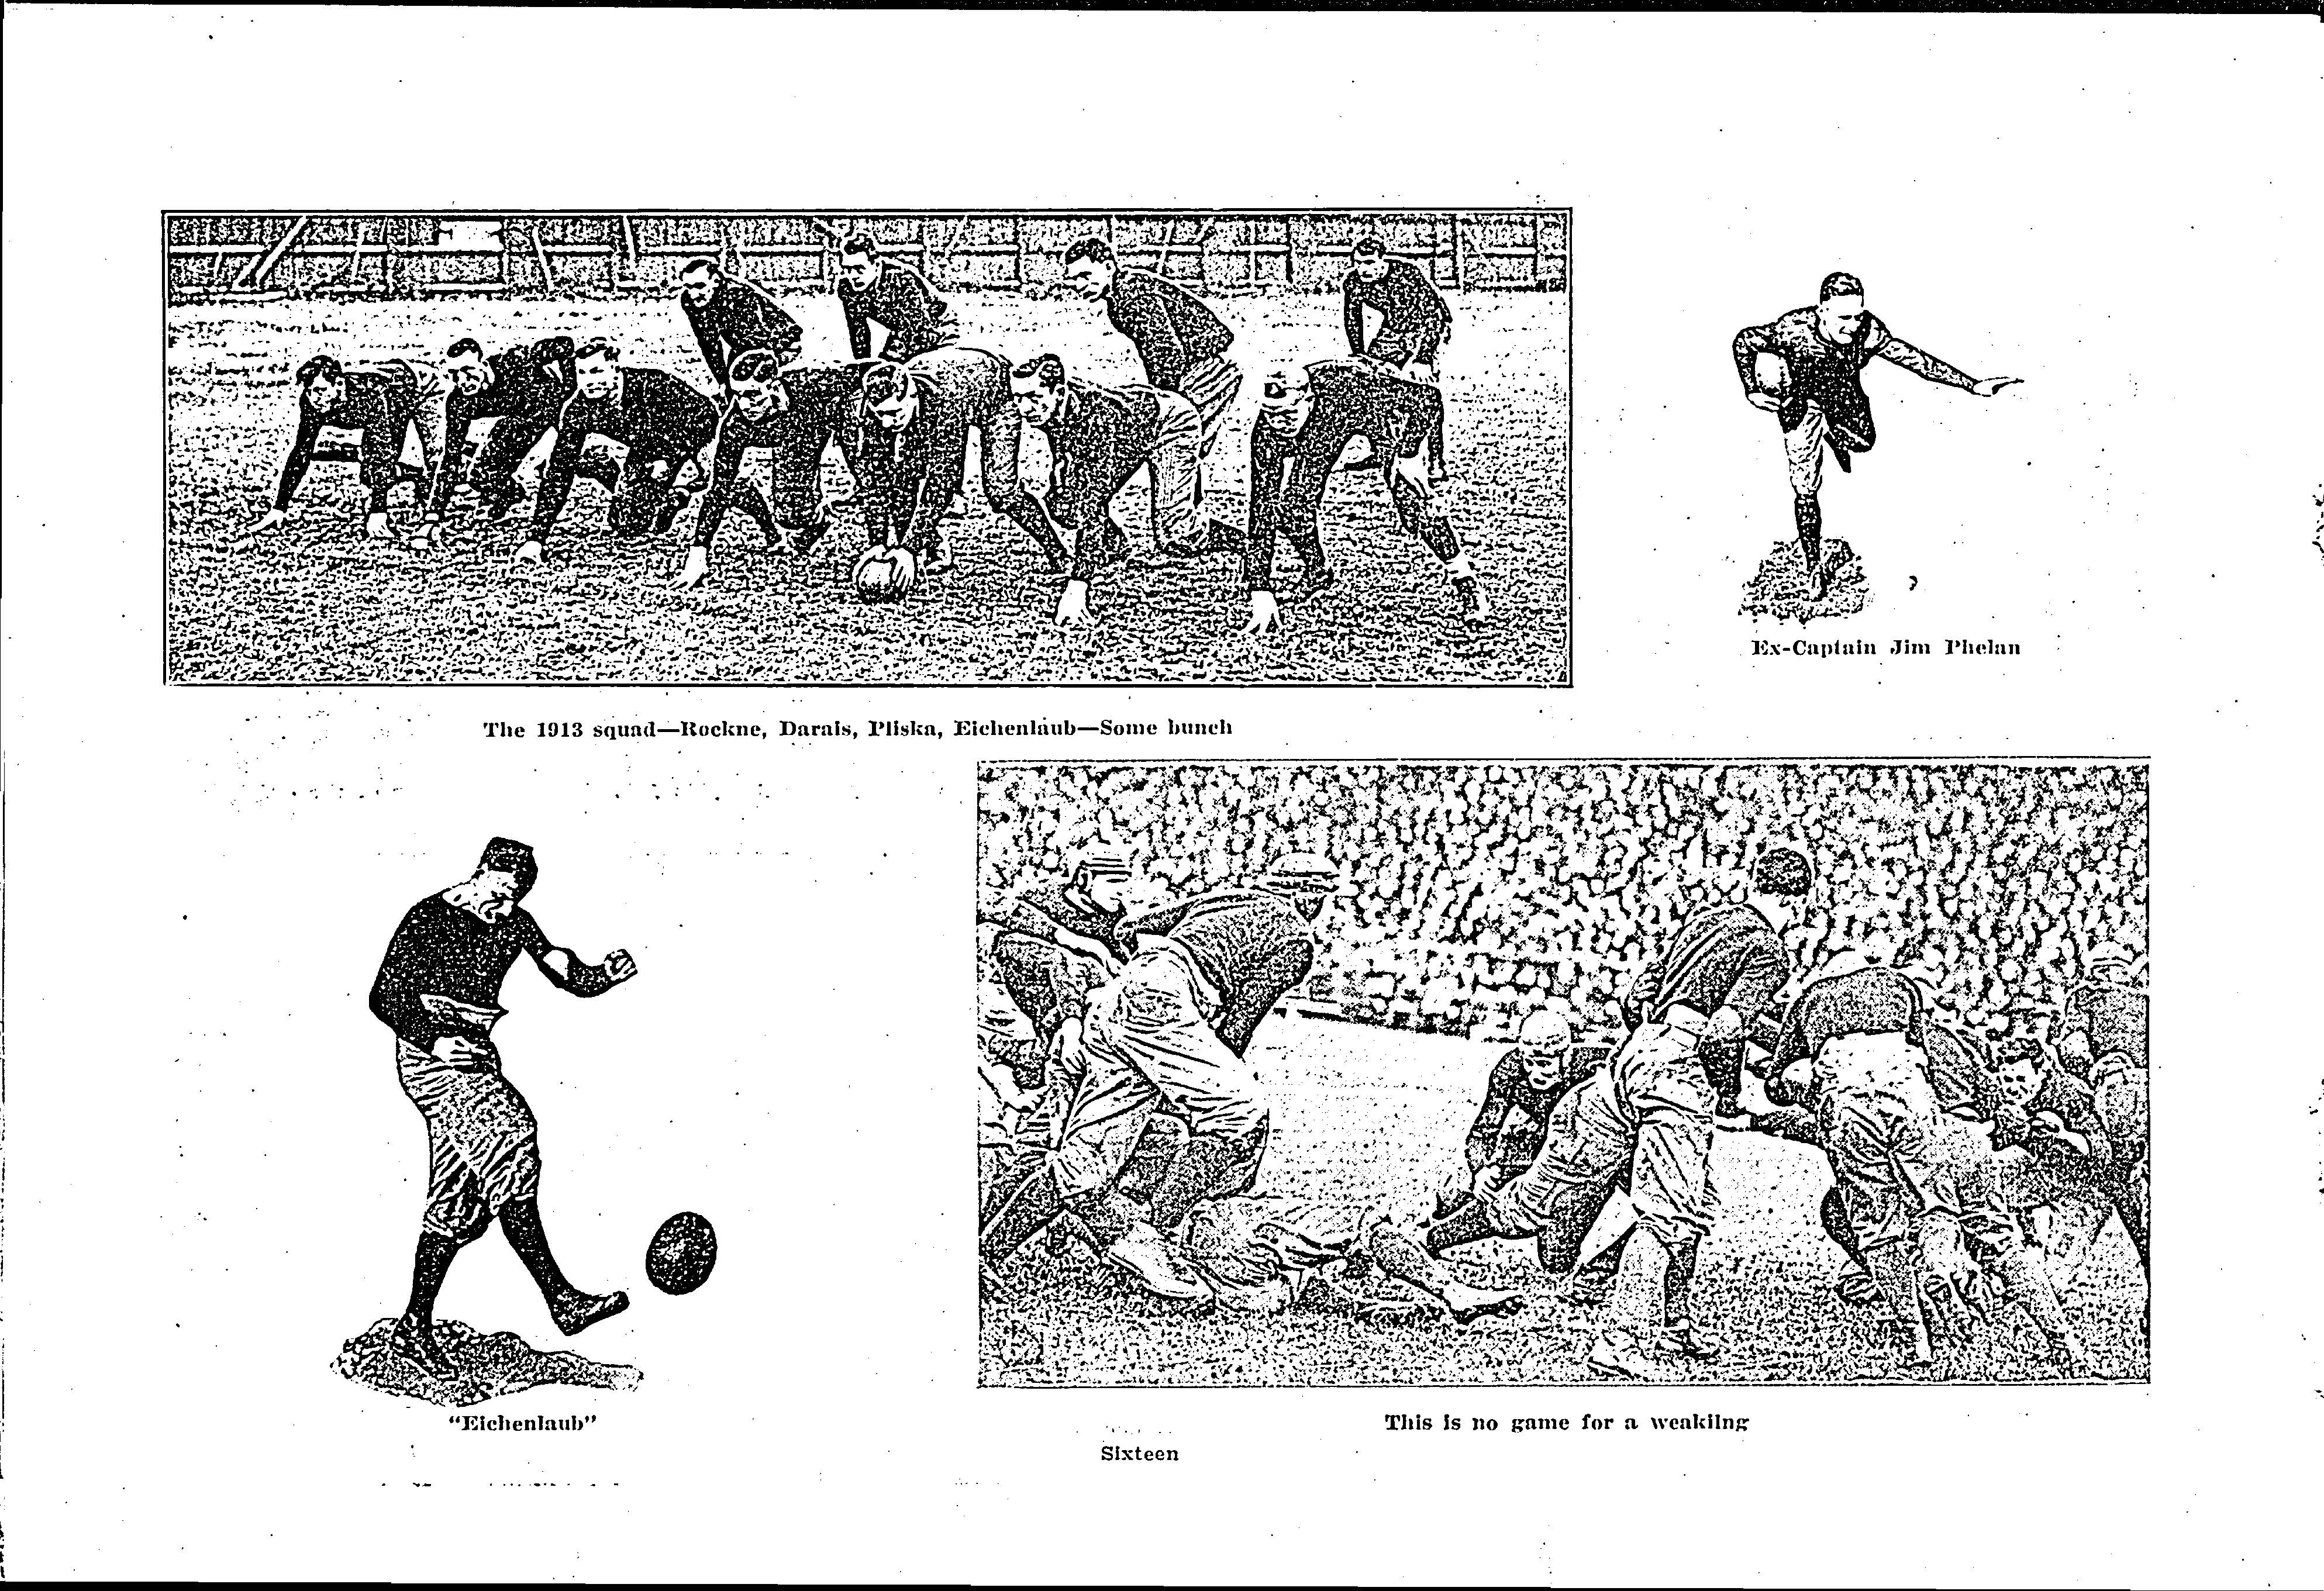 Ex-Captain Jim Phelan
The 1913 squad—Rockne, Darais, Pliska, Eichenlaub—Some bunch
"Eichenlaub"
This is no game for a weakilng
Sixteen